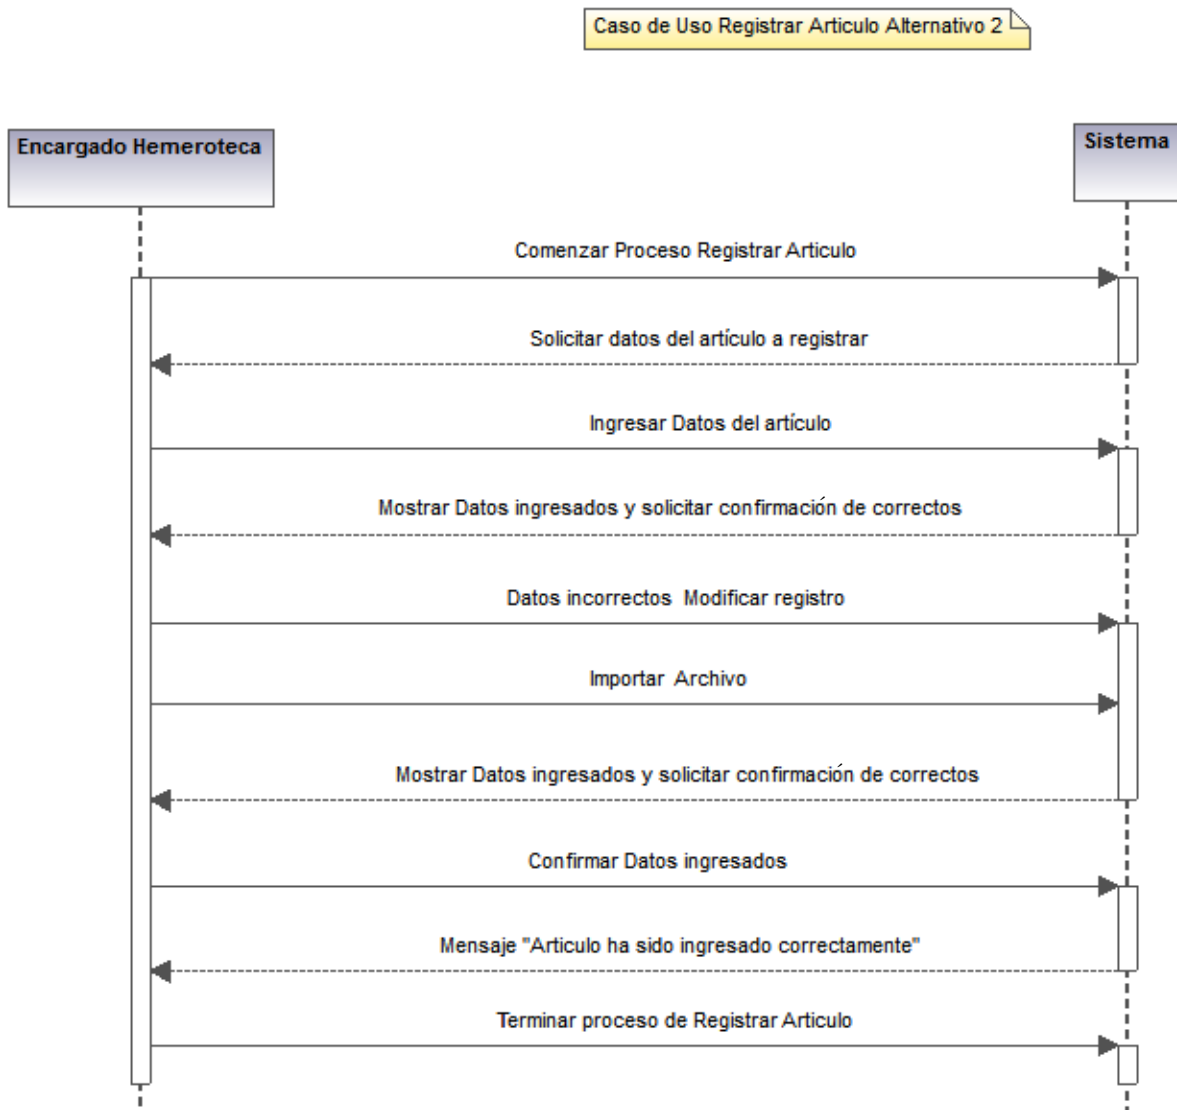 Caso de Uso Registrar Articulo Alternativo 2
Encargado Hemeroteca
Sistema
Comenzar Proceso Registrar Articulo
Solicitar datos del artículo a registrar
Ingresar Datos del artículo
Mostrar Datos ingresados y solicitar confirmación de correctos
Datos incorrectos Modificar registro
Importar Archivo
Mostrar Datos ingresados y solicitar confirmación de correctos
Confirmar Datos ingresados
Mensaje "Articulo ha sido ingresado correctamente"
Terminar proceso de Registrar Articulo